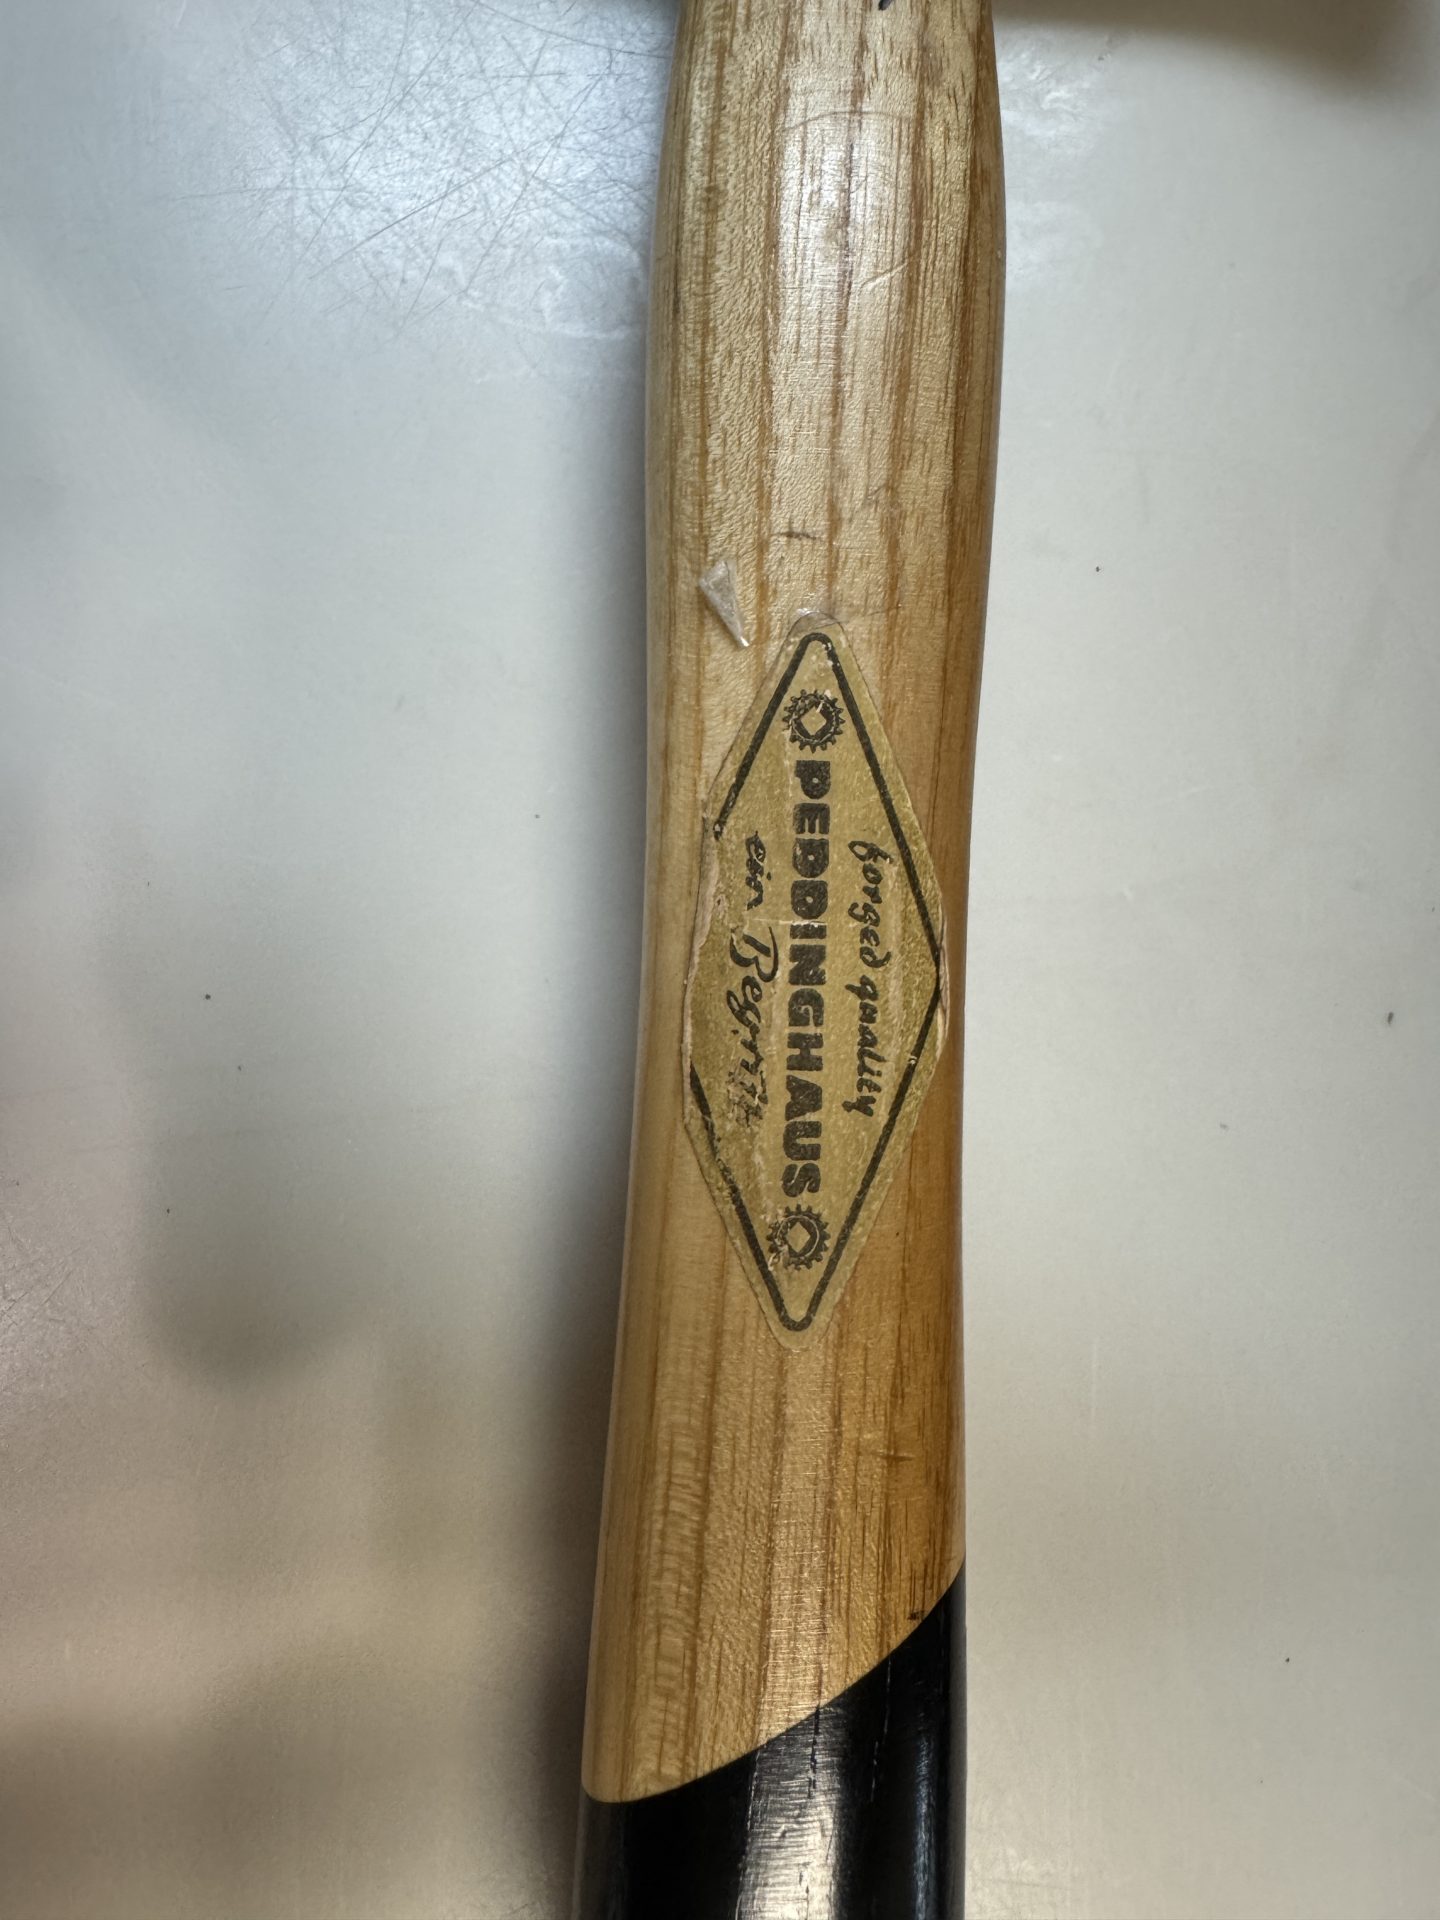 forged quality
PEDDINGHAUS
ein Begriff